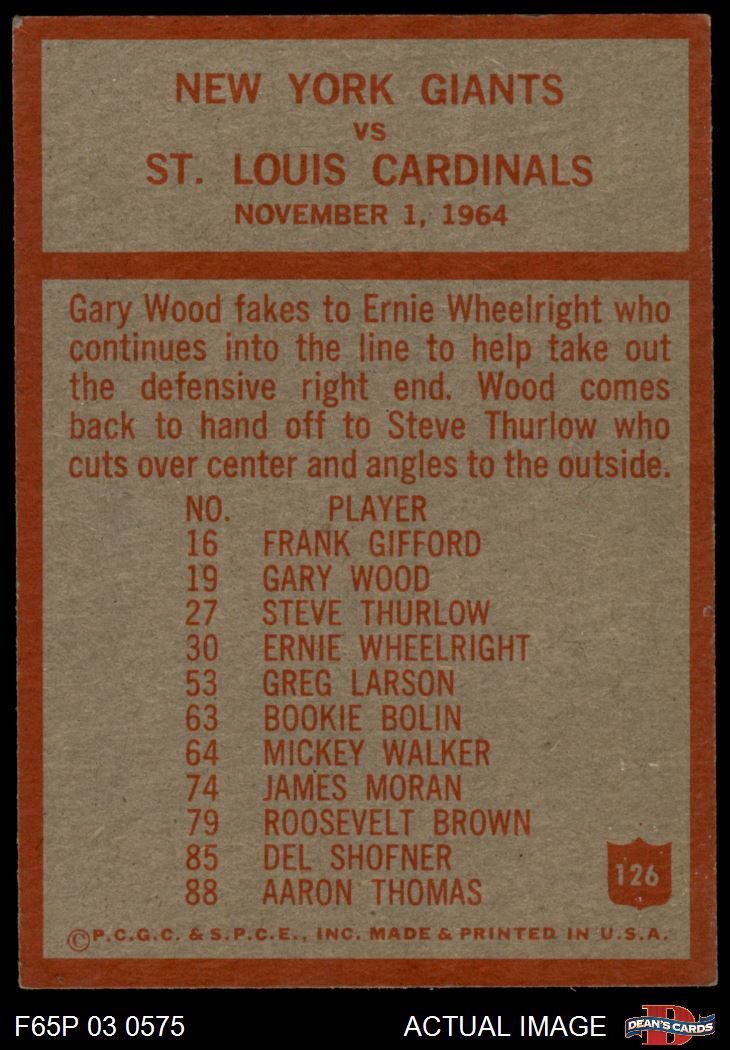 NEW YORK GIANTS
VS
ST. LOUIS CARDINALS
NOVEMBER 1, 1964
Gary Wood fakes to Ernie Wheelright who
continues into the line to help take out
the defensive right end. Wood comes
back to hand off to Steve Thurlow who
cuts over center and angles to the outside.
NO. PLAYER
16 FRANK GIFFORD
19 GARY WOOD
27 STEVE THURLOW
30 ERNIE WHEELRIGHT
53 GREG LARSON
63 BOOKIE BOLIN
64 MICKEY WALKER
74 JAMES MORAN
79 ROOSEVELT BROWN
85 DEL SHOFNER
88 AARON THOMAS
126
©P.C.G.C. & S.P.C.E., INC. MADE & PRINTED IN U.S.A.
F65P 03 0575 ACTUAL IMAGE D DEAN'S CARDS